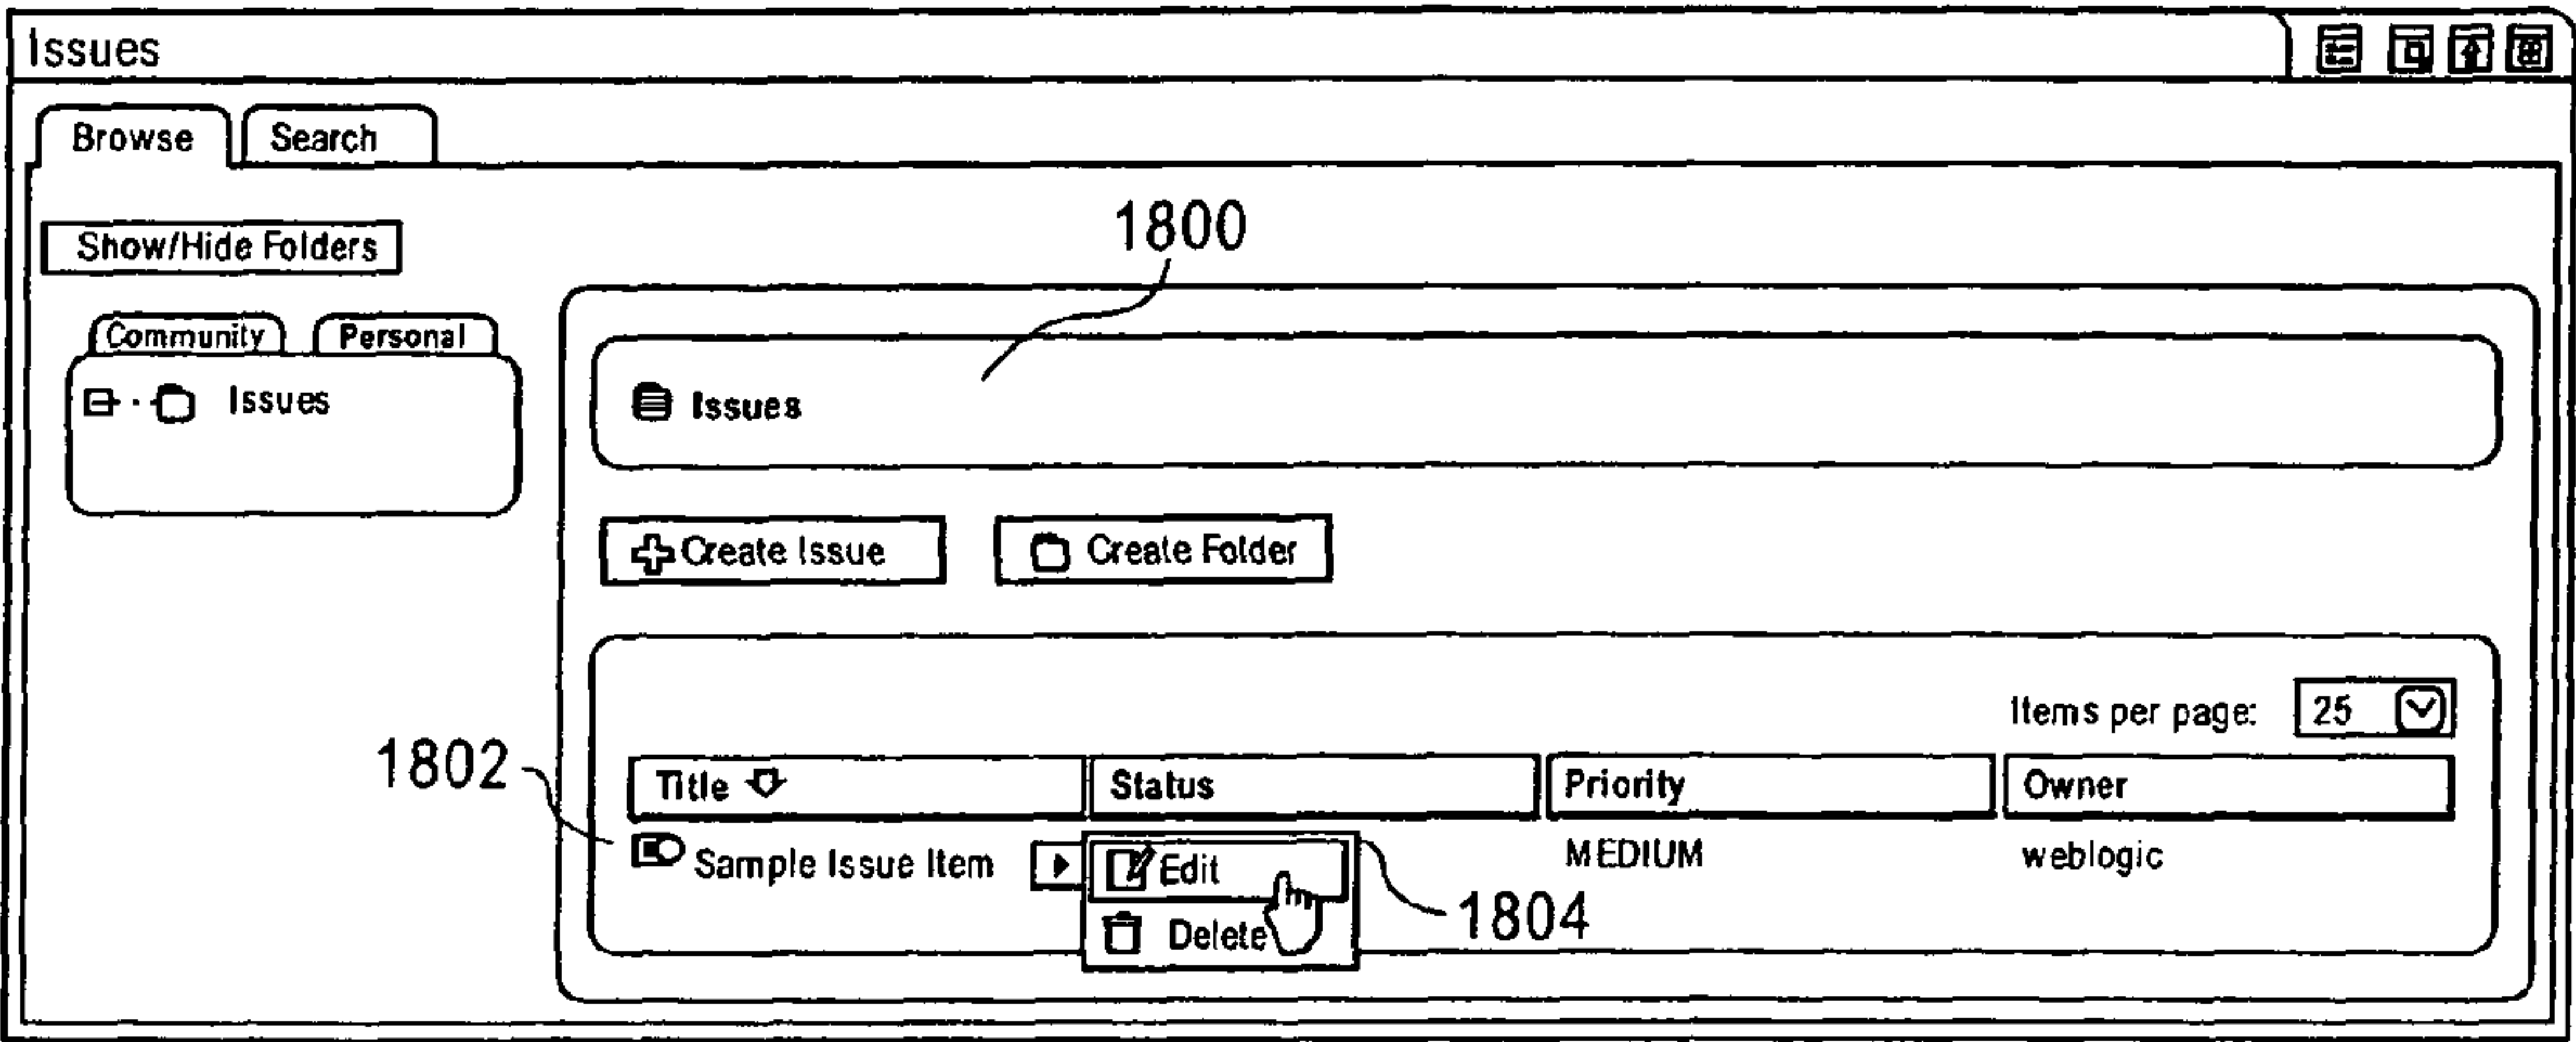 Issues
Browse Search
1800
Show/Hide Folders
Community Personal
Issues
Issues
Create Issue Create Folder
Items per page: 25
1802
Title Status Priority Owner
Sample Issue Item Edit MEDIUM weblogic
Delete 1804